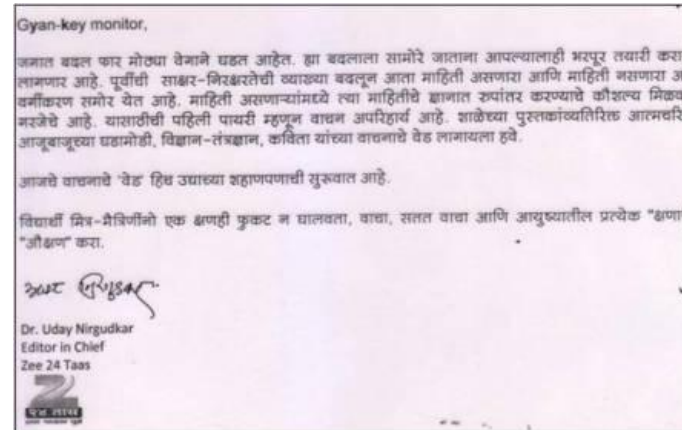 Gyan-key monitor,
जगात बदल फार मोठ्या वेगाने घडत आहेत. ह्या बदलाला सामोरे जाताना आपल्यालाही भरपूर तयारी करा
लागणार आहे. पूर्वीची साक्षर-निरक्षरतेची व्याख्या बदलून आता माहिती असणारा आणि माहिती नसणारा अ
वर्गीकरण समोर येत आहे. माहिती असणाऱ्यांमध्ये त्या माहितीचे ज्ञानात रुपांतर करण्याचे कौशल्य मिळव
गरजेचे आहे. यासाठीची पहिली पायरी म्हणून वाचन अपरिहार्य आहे. शाळेच्या पुस्तकांव्यतिरिक्त आत्मचरि
आजूबाजूच्या घडामोडी, विज्ञान-तंत्रज्ञान, कविता यांच्या वाचनाचे वेड लागायला हवे.
आजचे वाचनाचे 'वेड' हिच उद्याच्या शहाणपणाची सुरूवात आहे.
विद्यार्थी मित्र-मैत्रिणींनो एक क्षणही फुकट न घालवता, वाचा, सतत वाचा आणि आयुष्यातील प्रत्येक "क्षणा
"औक्षण" करा.
उदय निरगुडकर
Dr. Uday Nirgudkar
Editor in Chief
Zee 24 Taas
२४ तास